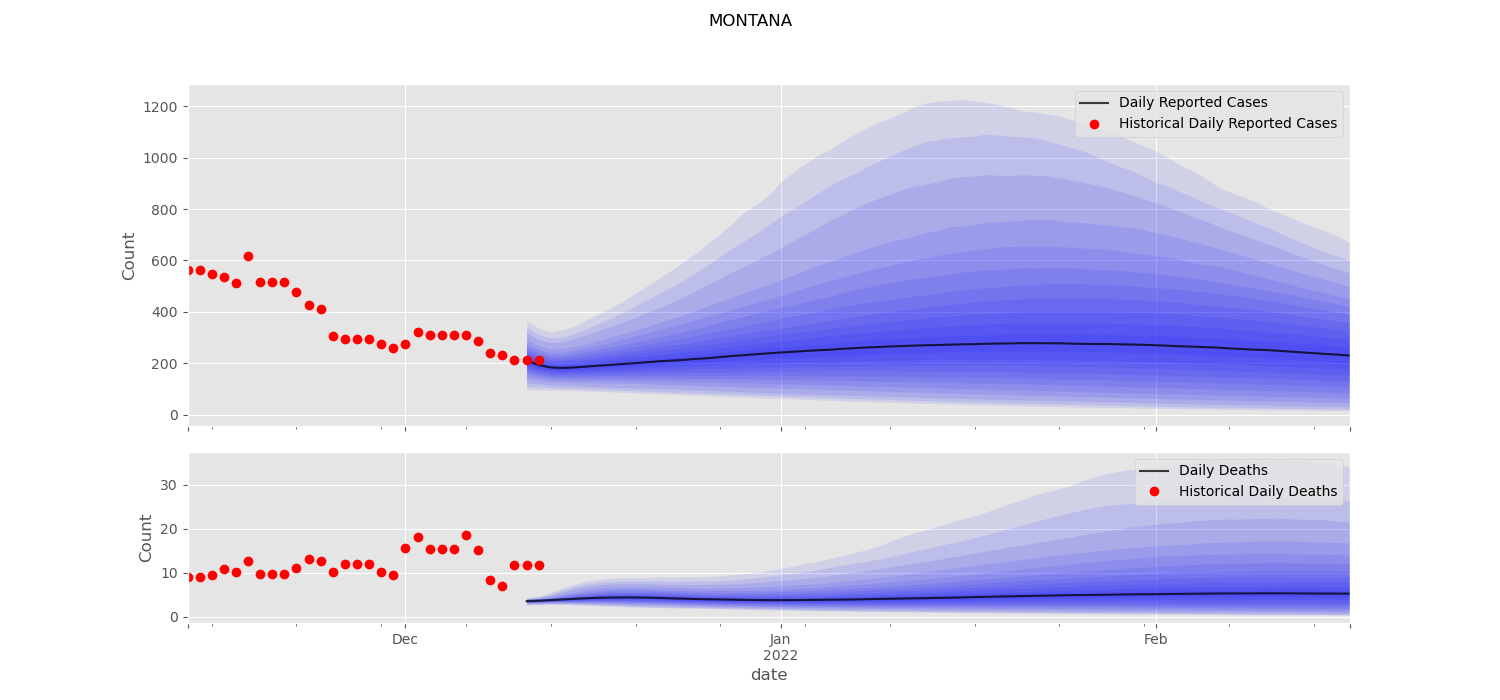 MONTANA
Count
1200
1000
800
600
400
200
0
Daily Reported Cases
Historical Daily Reported Cases
Count
30
20
10
0
Daily Deaths
Historical Daily Deaths
Dec
Jan
2022
Feb
date